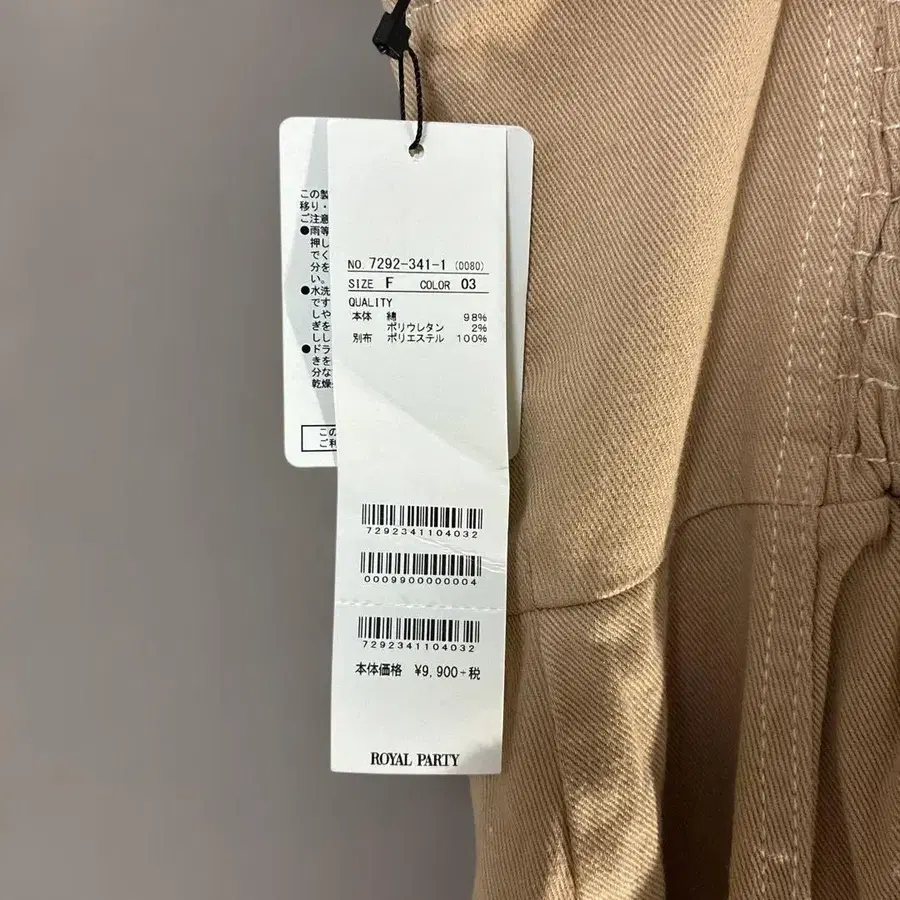 NO. 7292-341-1 (0080)
SIZE F COLOR 03
QUALITY
本体 綿 98%
ポリウレタン 2%
別布 ポリエステル 100%
7292341104032
0009900000004
7292341104032
本体価格 ¥9,900+税
ROYAL PARTY
この製
移り・
ご注意
●雨等
押し
でく
分を
い。
●水洗
です
しや
ぎを
しし
●ドラ
きを
分な
乾燥
この
ご利